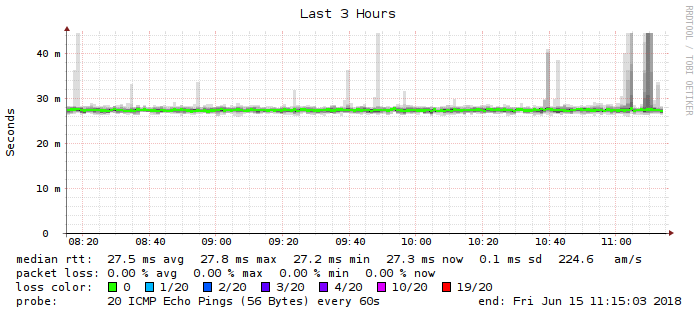 Last 3 Hours
RRDTOOL / TOBI OETIKER
Seconds
40 m
30 m
20 m
10 m
0
08:20 08:40 09:00 09:20 09:40 10:00 10:20 10:40 11:00
median rtt: 27.5 ms avg 27.8 ms max 27.2 ms min 27.3 ms now 0.1 ms sd 224.6 am/s
packet loss: 0.00 % avg 0.00 % max 0.00 % min 0.00 % now
loss color: 0 1/20 2/20 3/20 4/20 10/20 19/20
probe: 20 ICMP Echo Pings (56 Bytes) every 60s end: Fri Jun 15 11:15:03 2018